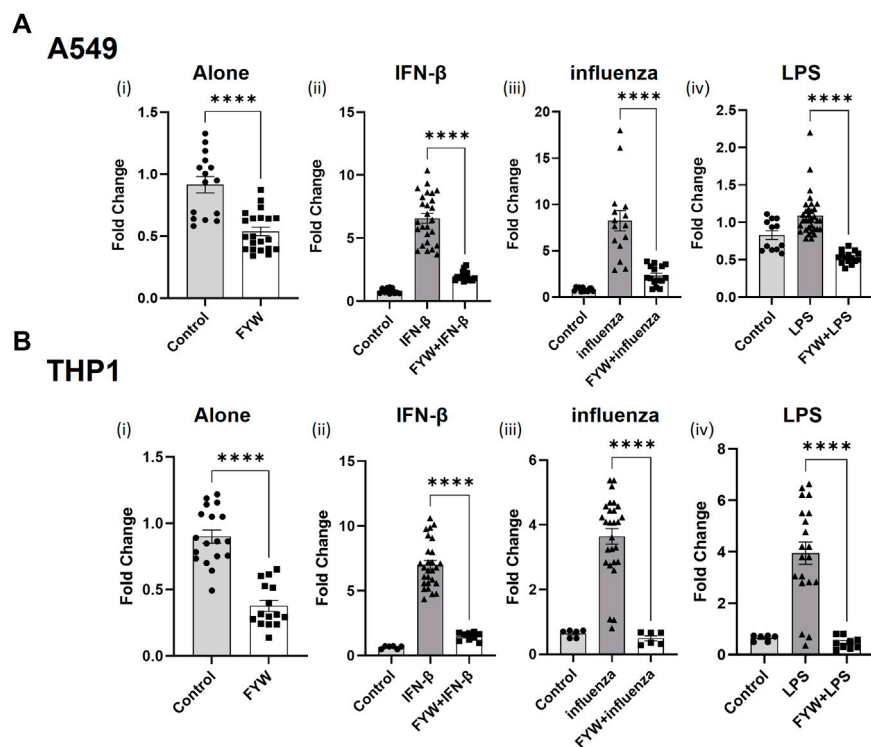 A
A549
Alone
IFN-β
influenza
LPS
(i)
(ii)
(iii)
(iv)
****
****
****
****
Fold Change
1.5
1.0
0.5
0.0
Control
FYW
Fold Change
15
10
5
0
Control
IFN-β
FYW+IFN-β
Fold Change
20
15
10
5
0
Control
influenza
FYW+influenza
Fold Change
2.5
2.0
1.5
1.0
0.5
0.0
Control
LPS
FYW+LPS
B
THP1
Alone
IFN-β
influenza
LPS
(i)
(ii)
(iii)
(iv)
****
****
****
****
Fold Change
1.5
1.0
0.5
0.0
Control
FYW
Fold Change
15
10
5
0
Control
IFN-β
FYW+IFN-β
Fold Change
6
4
2
0
Control
influenza
FYW+influenza
Fold Change
8
6
4
2
0
Control
LPS
FYW+LPS